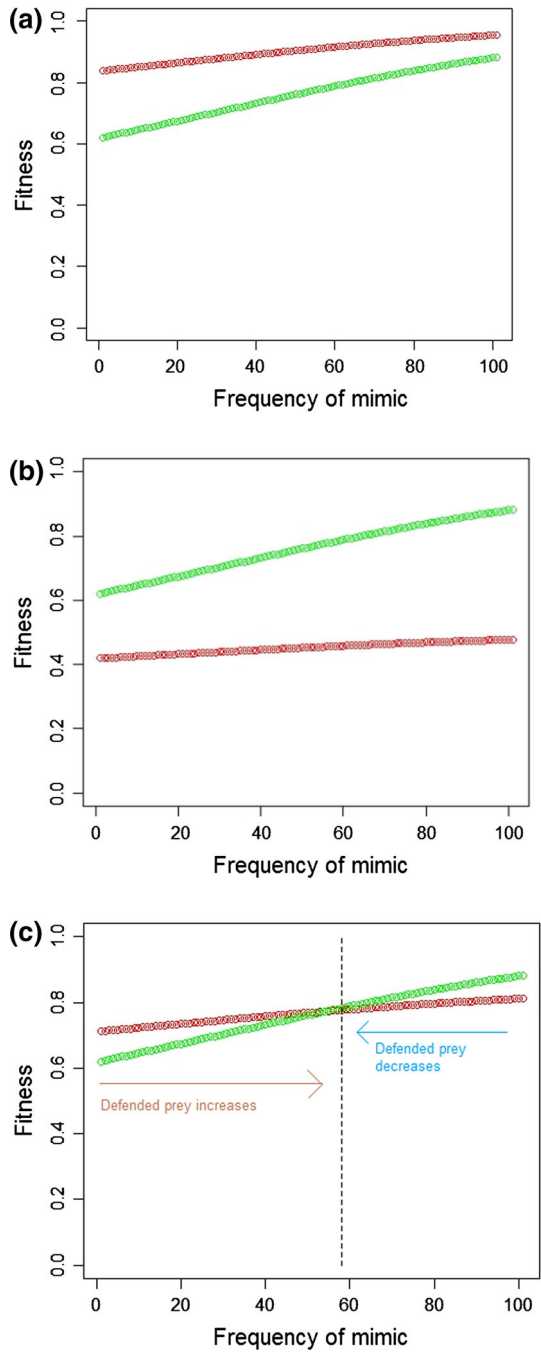 (a)
1.0
0.8
0.6
0.4
0.2
0.0
Fitness
0 20 40 60 80 100
Frequency of mimic
(b)
1.0
0.8
0.6
0.4
0.2
0.0
Fitness
0 20 40 60 80 100
Frequency of mimic
(c)
1.0
0.8
0.6
0.4
0.2
0.0
Fitness
Defended prey
decreases
Defended prey increases
0 20 40 60 80 100
Frequency of mimic